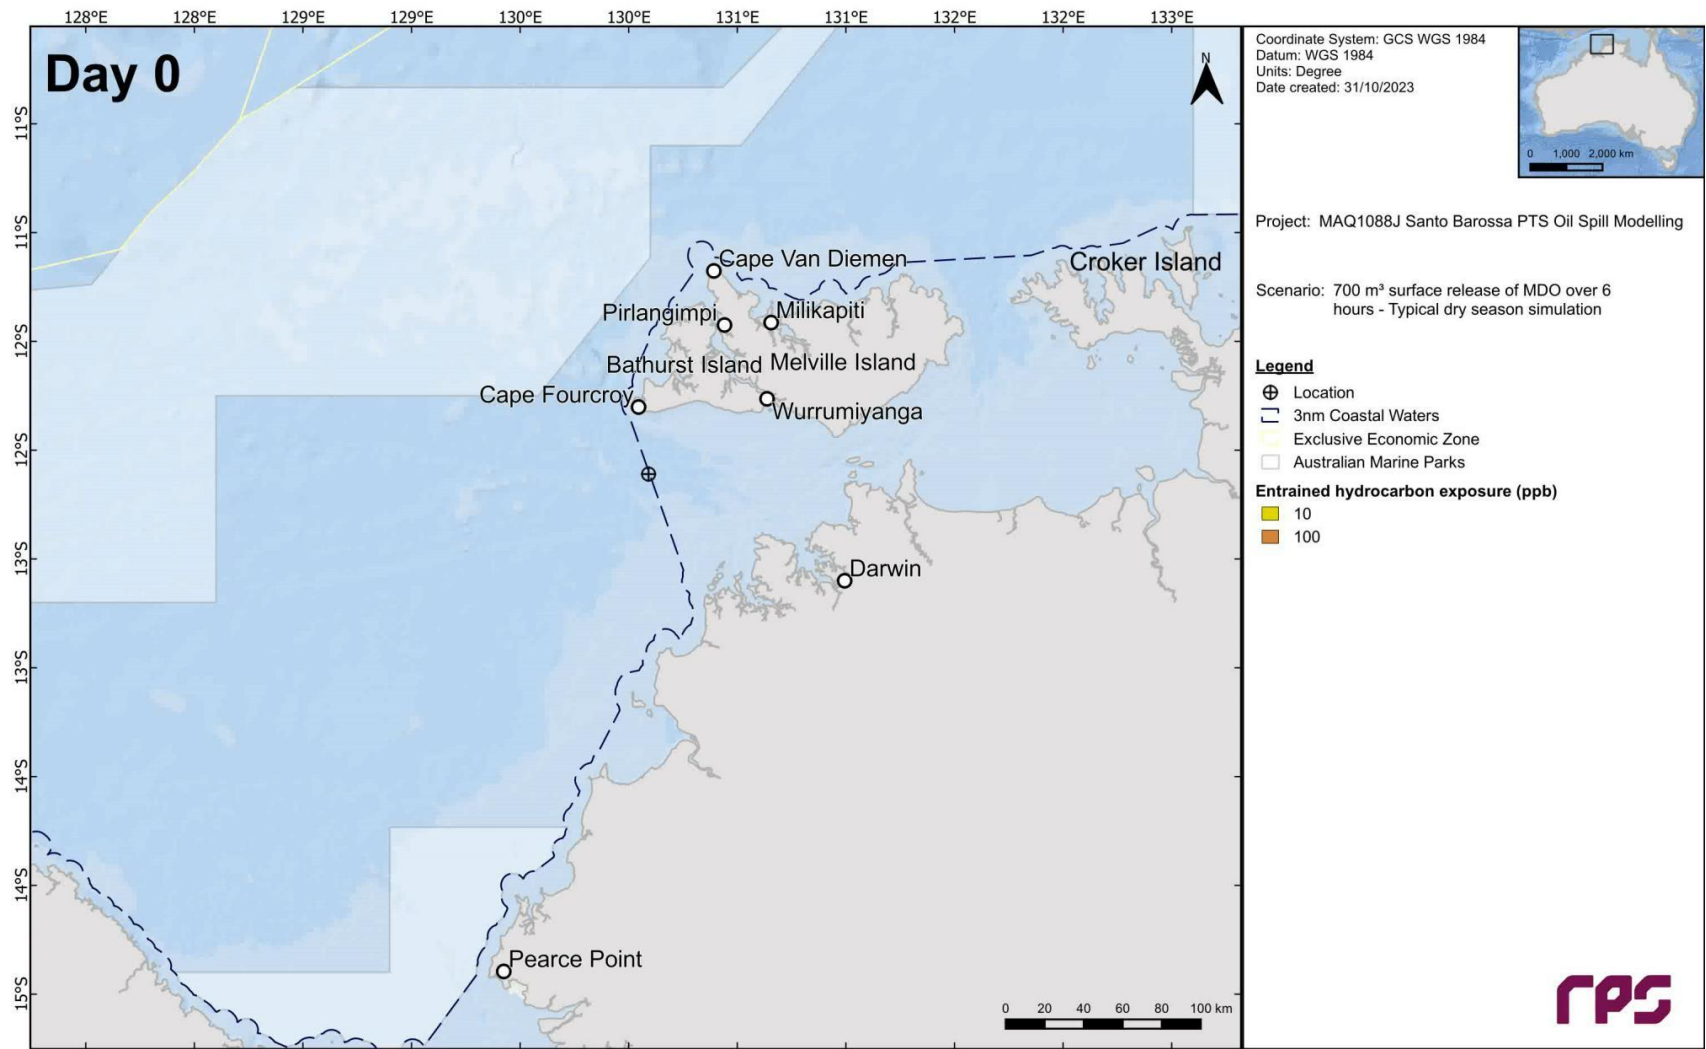 128°E 128°E 129°E 129°E 130°E 130°E 131°E 131°E 132°E 132°E 133°E
Day 0
N
11°S
11°S
12°S
12°S
13°S
13°S
14°S
14°S
15°S
Cape Van Diemen
Croker Island
Pirlangimpi
Milikapiti
Bathurst Island
Melville Island
Cape Fourcroy
Wurrumiyanga
Darwin
Pearce Point
0 20 40 60 80 100 km
Coordinate System: GCS WGS 1984
Datum: WGS 1984
Units: Degree
Date created: 31/10/2023
0 1,000 2,000 km
Project: MAQ1088J Santo Barossa PTS Oil Spill Modelling
Scenario: 700 m³ surface release of MDO over 6
hours - Typical dry season simulation
Legend
Location
3nm Coastal Waters
Exclusive Economic Zone
Australian Marine Parks
Entrained hydrocarbon exposure (ppb)
10
100
rps